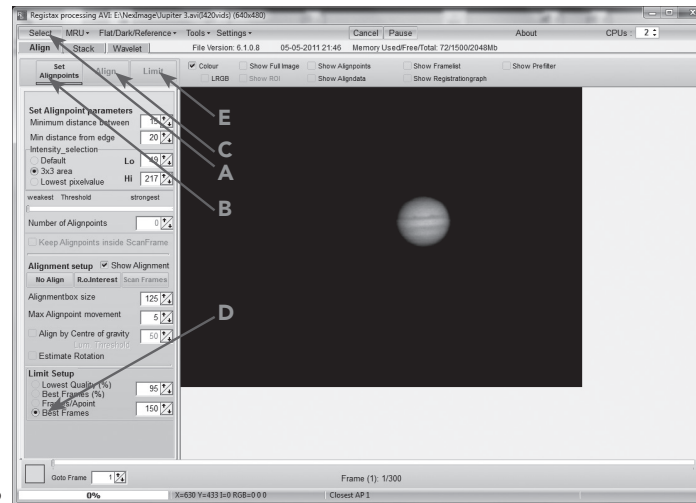 Registax processing AVI: E:\NexImage\Jupiter 3.avi(I420vids) (640x480)
Select MRU Flat/Dark/Reference Tools Settings Cancel Pause About CPUs : 2
Align Stack Wavelet File Version: 6.1.0.8 05-05-2011 21:46 Memory Used/Free/Total: 72/1500/2048Mb
Set Alignpoints Align Limit
Colour Show Full Image Show Alignpoints Show Framelist Show Prefilter
LRGB Show ROI Show Aligndata Show Registrationgraph
E
C
A
B
D
Set Alignpoint parameters
Minimum distance between 15
Min distance from edge 20
Intensity_selection
Default Lo 49
3x3 area
Lowest pixelvalue Hi 217
weakest Threshold strongest
Number of Alignpoints 0
Keep Alignpoints inside ScanFrame
Alignment setup Show Alignment
No Align R.o.Interest Scan Frames
Alignmentbox size 125
Max Alignpoint movement 5
Align by Centre of gravity 50
Lum. Threshold
Estimate Rotation
Limit Setup
Lowest Quality (%) 95
Best Frames (%)
Frames/Apoint 150
Best Frames
Goto Frame 1 Frame (1): 1/300
0% X=630 Y=433 I=0 RGB=0 0 0 Closest AP 1